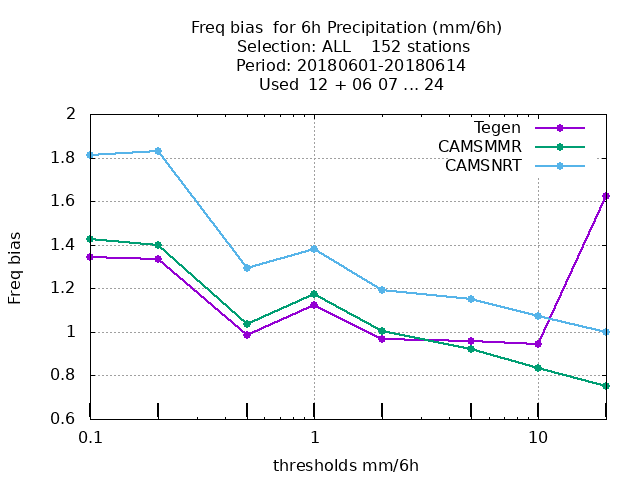 Freq bias  for 6h Precipitation (mm/6h)
Selection: ALL    152 stations
Period: 20180601-20180614
Used  12 + 06 07 ... 24
Tegen
CAMSMMR
CAMSNRT
2
1.8
1.6
1.4
1.2
1
0.8
0.6
Freq bias
0.1
1
10
thresholds mm/6h